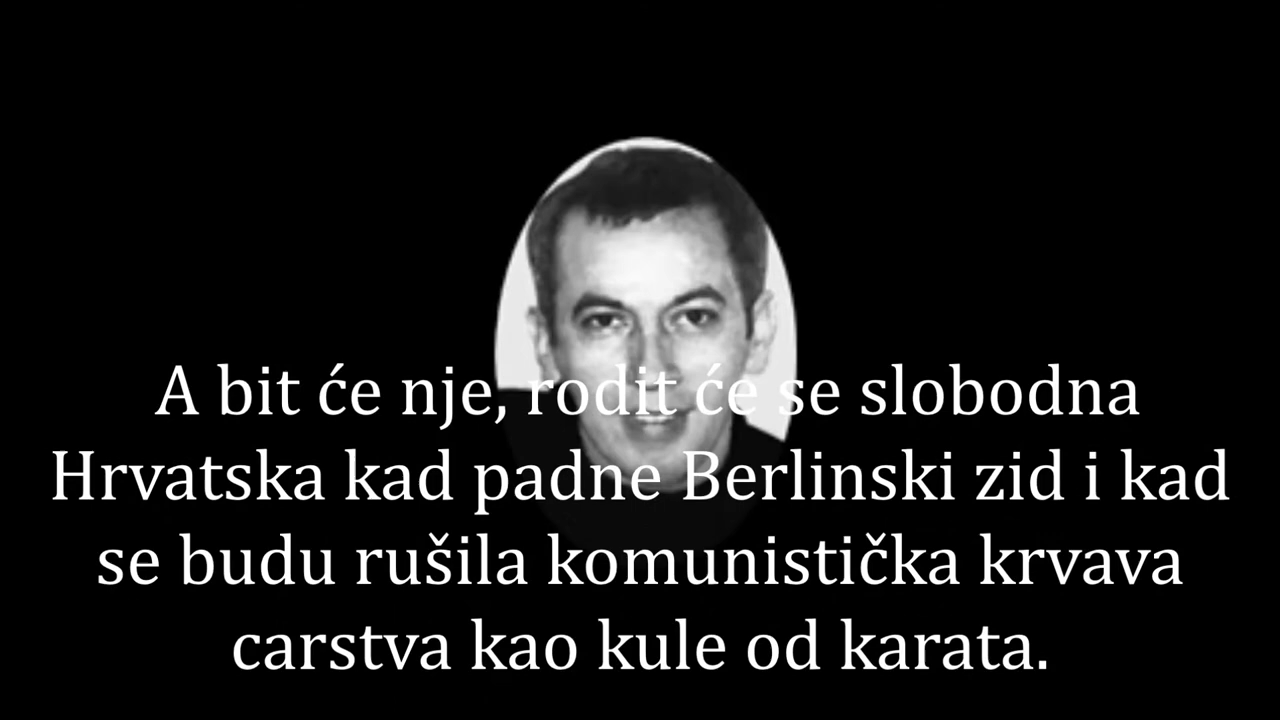 A bit će nje, rodit će se slobodna
Hrvatska kad padne Berlinski zid i kad
se budu rušila komunistička krvava
carstva kao kule od karata.